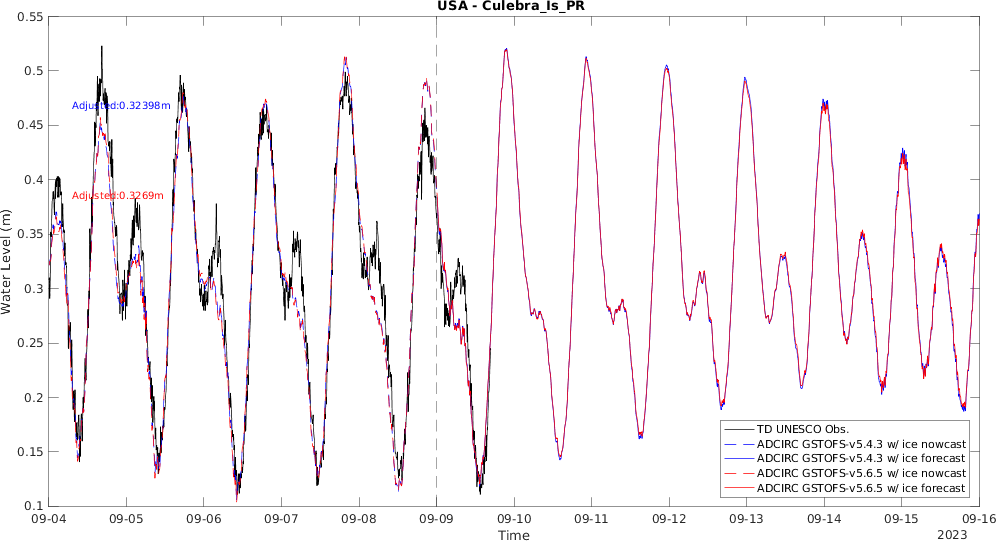 USA - Culebra_Is_PR
0.55
0.5
0.45
0.4
0.35
0.3
0.25
0.2
0.15
0.1
Water Level (m)
Adjusted:0.32398m
Adjusted:0.3269m
TD UNESCO Obs.
ADCIRC GSTOFS-v5.4.3 w/ ice nowcast
ADCIRC GSTOFS-v5.4.3 w/ ice forecast
ADCIRC GSTOFS-v5.6.5 w/ ice nowcast
ADCIRC GSTOFS-v5.6.5 w/ ice forecast
09-04 09-05 09-06 09-07 09-08 09-09 09-10 09-11 09-12 09-13 09-14 09-15 09-16
Time
2023